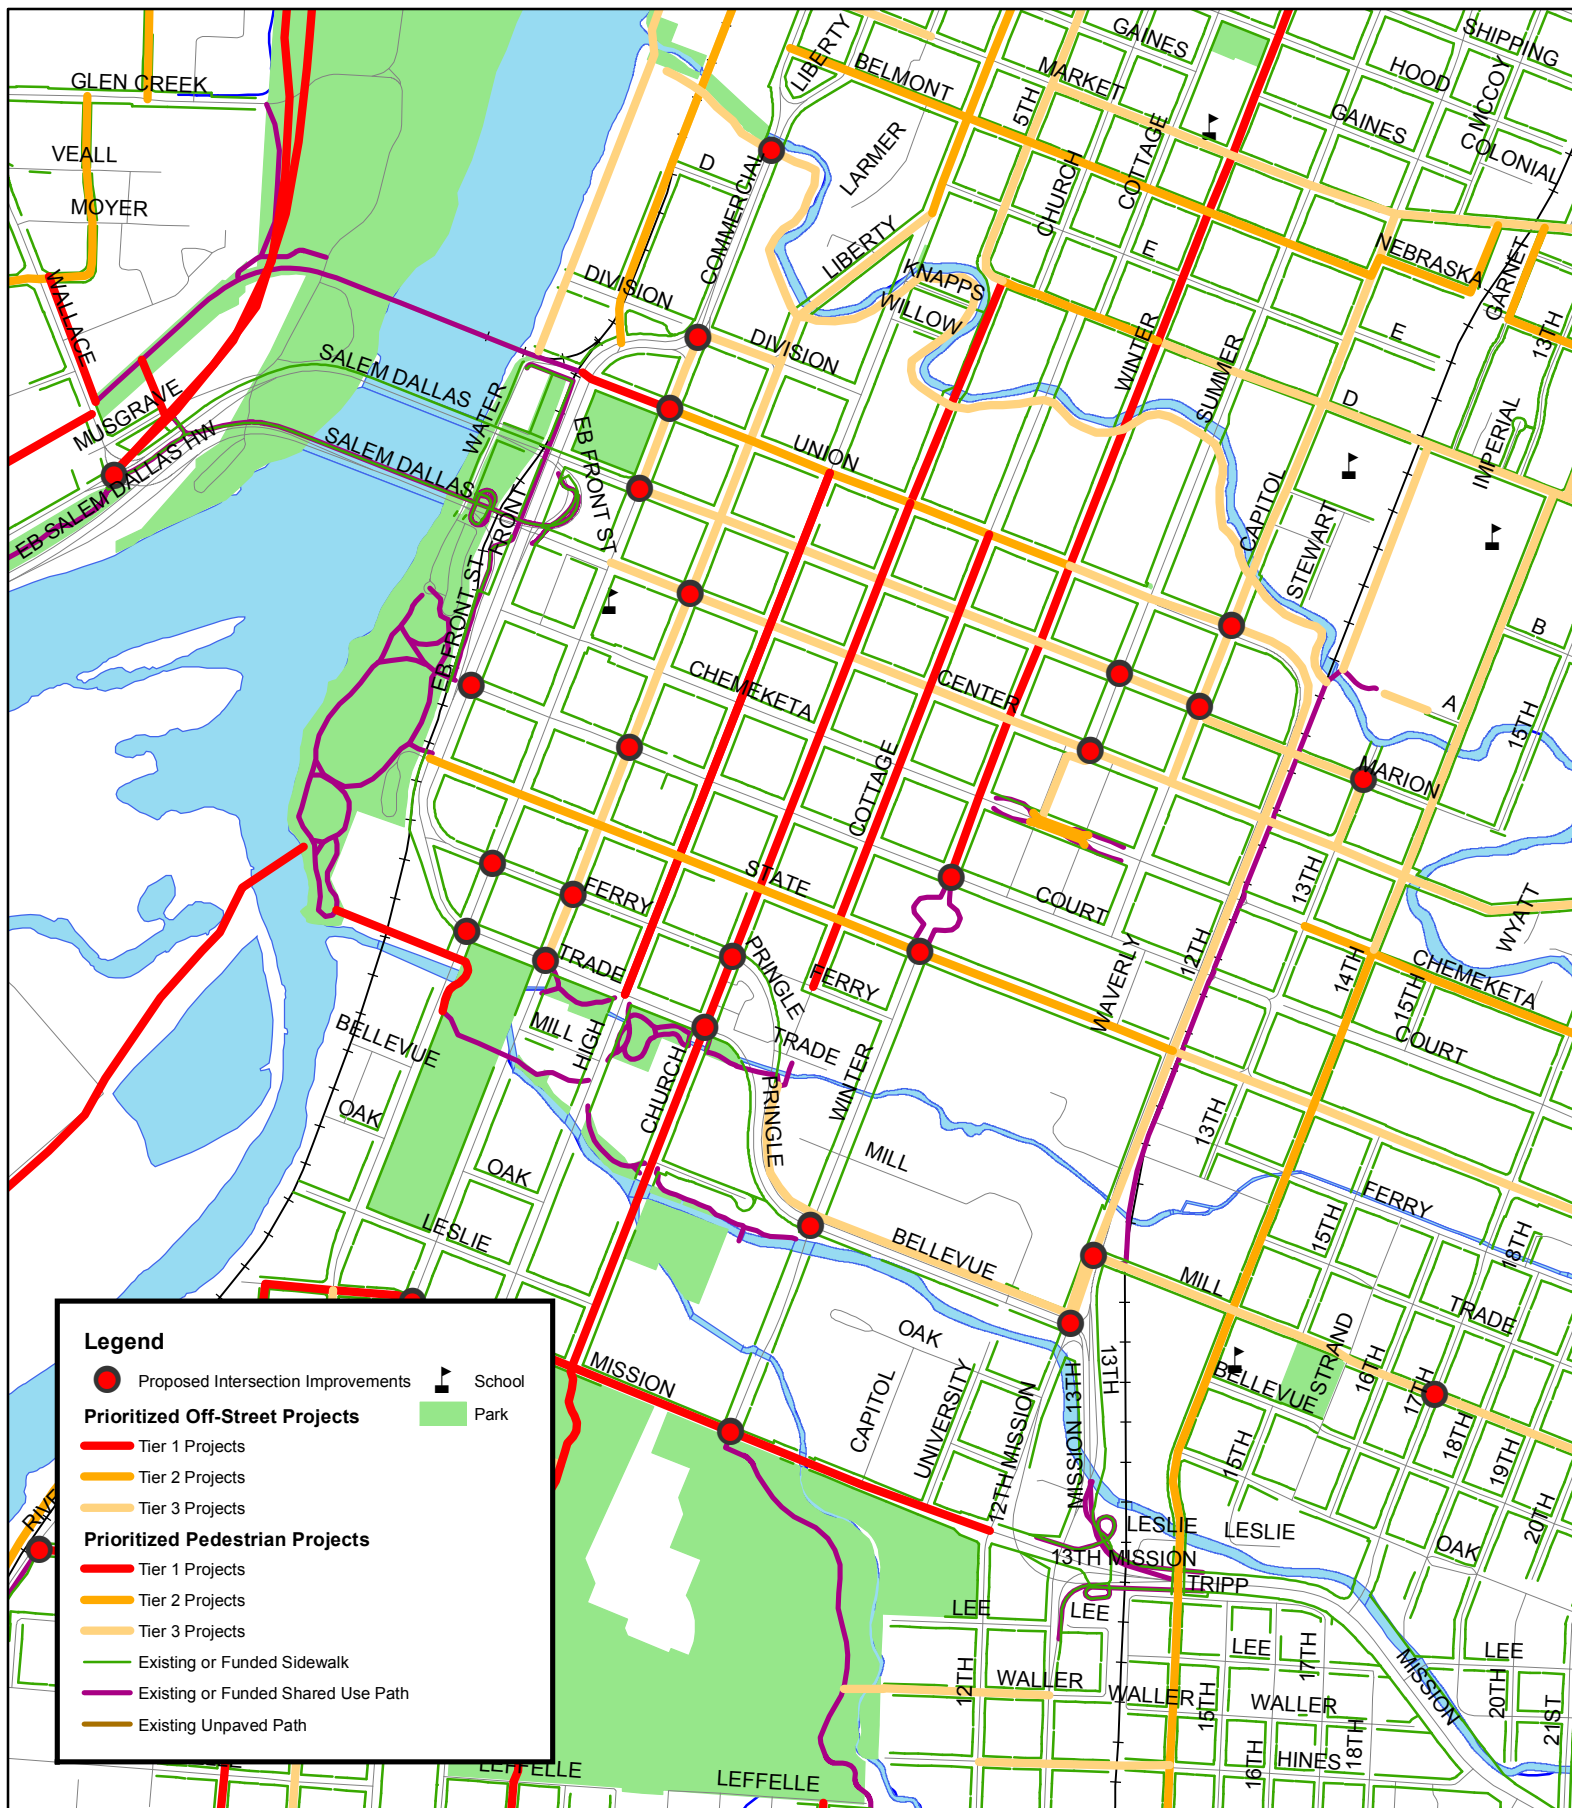 GAINES
SHIPPING
LIBERTY
LIBERTY
BELMONT
MARKET
HOOD
MCCOY
GLEN CREEK
5TH
GAINES
COLONIAL
VEALL
D
LARMER
COTTAGE
CHURCH
MOYER
COMMERCIAL
LIBERTY
E
NEBRASKA
GARNET
WALLACE
DIVISION
KNAPPS
WILLOW
DIVISION
WINTER
SUMMER
E
13TH
SALEM DALLAS
MUSGRAVE
WATER
D
IMPERIAL
EB SALEM DALLAS HW
SALEM DALLAS
EB FRONT ST
UNION
CAPITOL
STEWART
FRONT
EB FRONT ST
B
CHEMEKETA
CENTER
A
15TH
MARION
COTTAGE
STATE
FERRY
COURT
13TH
WYATT
TRADE
PRINGLE
FERRY
WAVERLY
12TH
14TH
15TH
CHEMEKETA
COURT
BELLEVUE
MILL
HIGH
TRADE
WINTER
CHURCH
PRINGLE
13TH
OAK
OAK
MILL
FERRY
15TH
18TH
LESLIE
BELLEVUE
MILL
TRADE
STRAND
16TH
17TH
BELLEVUE
OAK
MISSION
CAPITOL
UNIVERSITY
12TH MISSION
MISSION 13TH
13TH
15TH
18TH
19TH
20TH
LESLIE
LESLIE
OAK
13TH MISSION
TRIPP
LEE
LEE
LEE
17TH
LEE
MISSION
12TH
WALLER
WALLER
15TH
WALLER
20TH
21ST
16TH
HINES
18TH
LEFFELLE
LEFFELLE
Legend
Proposed Intersection Improvements
School
Prioritized Off-Street Projects
Park
Tier 1 Projects
Tier 2 Projects
Tier 3 Projects
Prioritized Pedestrian Projects
Tier 1 Projects
Tier 2 Projects
Tier 3 Projects
Existing or Funded Sidewalk
Existing or Funded Shared Use Path
Existing Unpaved Path